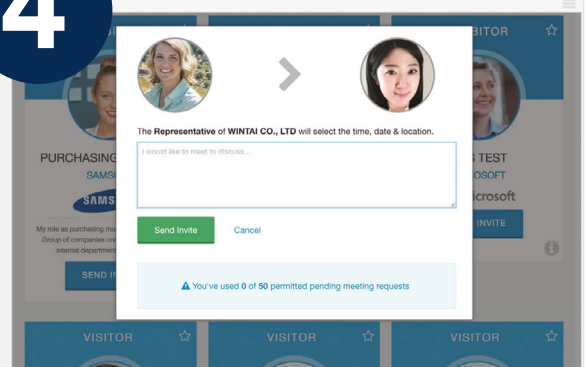 4
VISITOR
The Representative of WINTAI CO., LTD will select the time, date & location.
I would like to meet to discuss...
Send Invite
Cancel
You've used 0 of 50 permitted pending meeting requests
PURCHASING
SAMS
SAMS
My role as purchasing ma
Group of companies co
internal department
SEND IN
TEST
OSOFT
icrosoft
INVITE
VISITOR
VISITOR
VISITOR